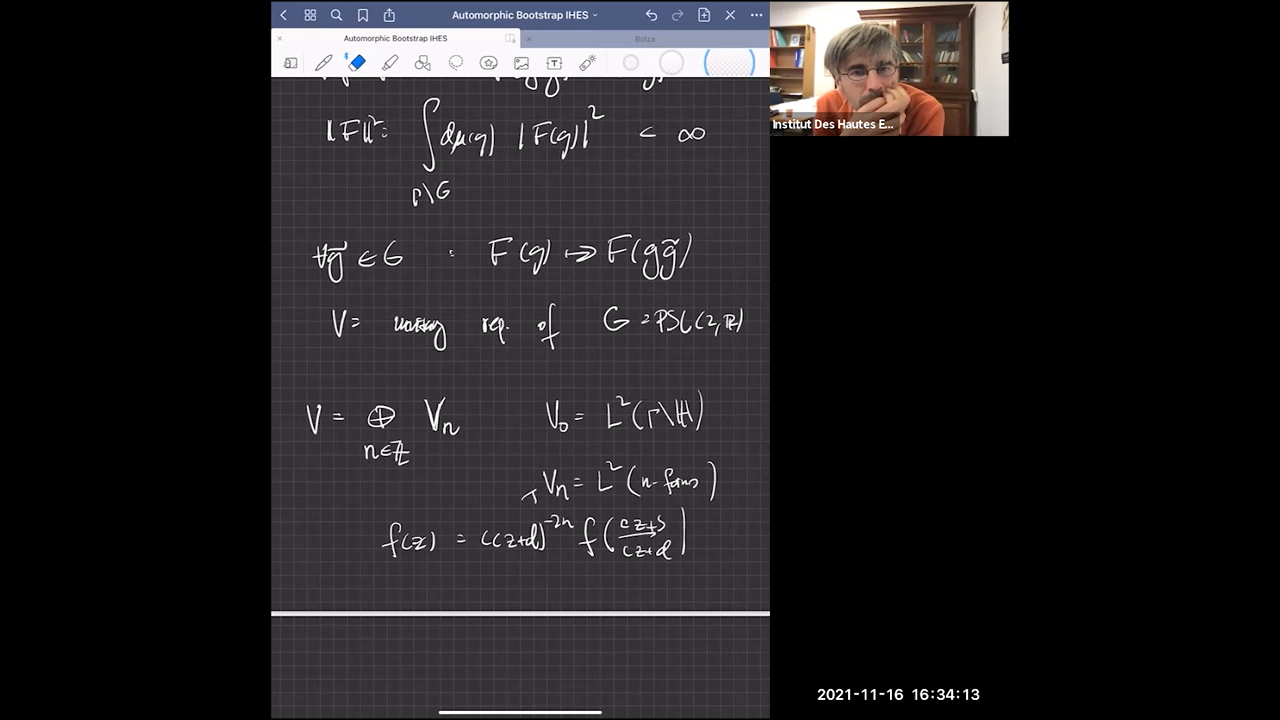 Automorphic Bootstrap IHES
Automorphic Bootstrap IHES
Bolza
Institut Des Hautes E...
‖F‖² = ∫ dμ(g) |F(g)|² < ∞
Γ\G
∀g̃ ∈ G : F(g) ↦ F(gg̃)
V = unitary rep. of G = PSL(2,ℝ)
V = ⊕ Vₙ V₀ = L²(Γ\ℍ)
n∈ℤ
Vₙ = L²(n-forms)
f(z) = (cz+d)⁻²ⁿ f(az+b / cz+d)
2021-11-16 16:34:13